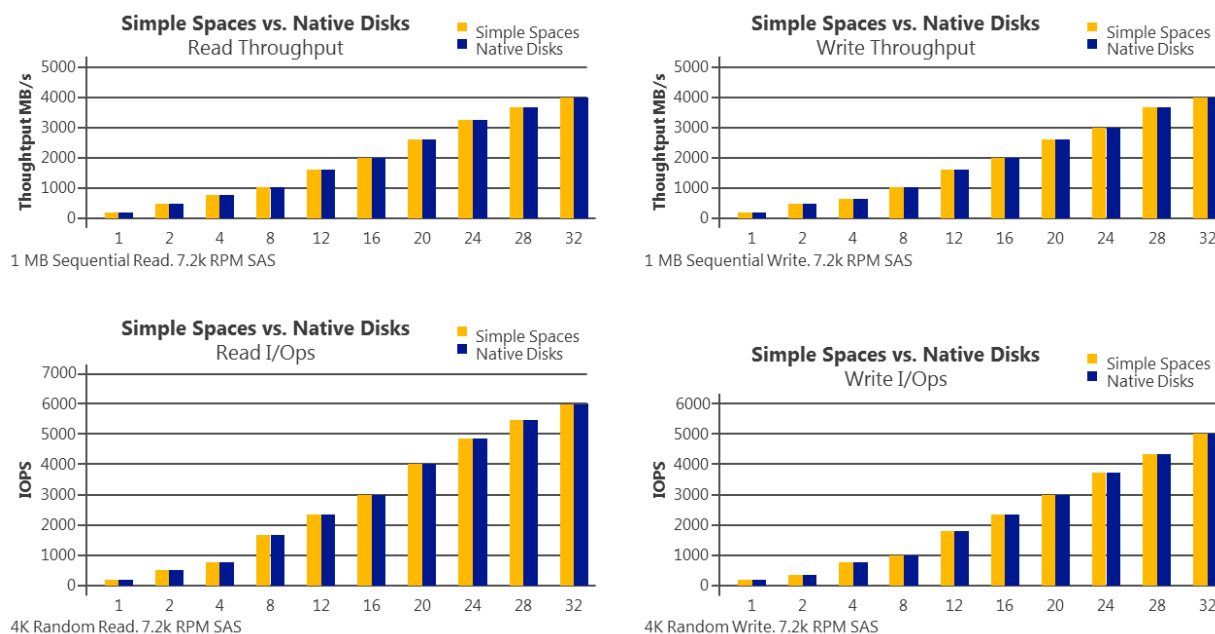 Simple Spaces vs. Native Disks
Read Throughput
Simple Spaces
Native Disks
Thoughtput MB/s
5000
4000
3000
2000
1000
0
1 2 4 8 12 16 20 24 28 32
1 MB Sequential Read. 7.2k RPM SAS
Simple Spaces vs. Native Disks
Write Throughput
Simple Spaces
Native Disks
Thoughtput MB/s
5000
4000
3000
2000
1000
0
1 2 4 8 12 16 20 24 28 32
1 MB Sequential Write. 7.2k RPM SAS
Simple Spaces vs. Native Disks
Read I/Ops
Simple Spaces
Native Disks
IOPS
7000
6000
5000
4000
3000
2000
1000
0
1 2 4 8 12 16 20 24 28 32
4K Random Read. 7.2k RPM SAS
Simple Spaces vs. Native Disks
Write I/Ops
Simple Spaces
Native Disks
IOPS
6000
5000
4000
3000
2000
1000
0
1 2 4 8 12 16 20 24 28 32
4K Random Write. 7.2k RPM SAS